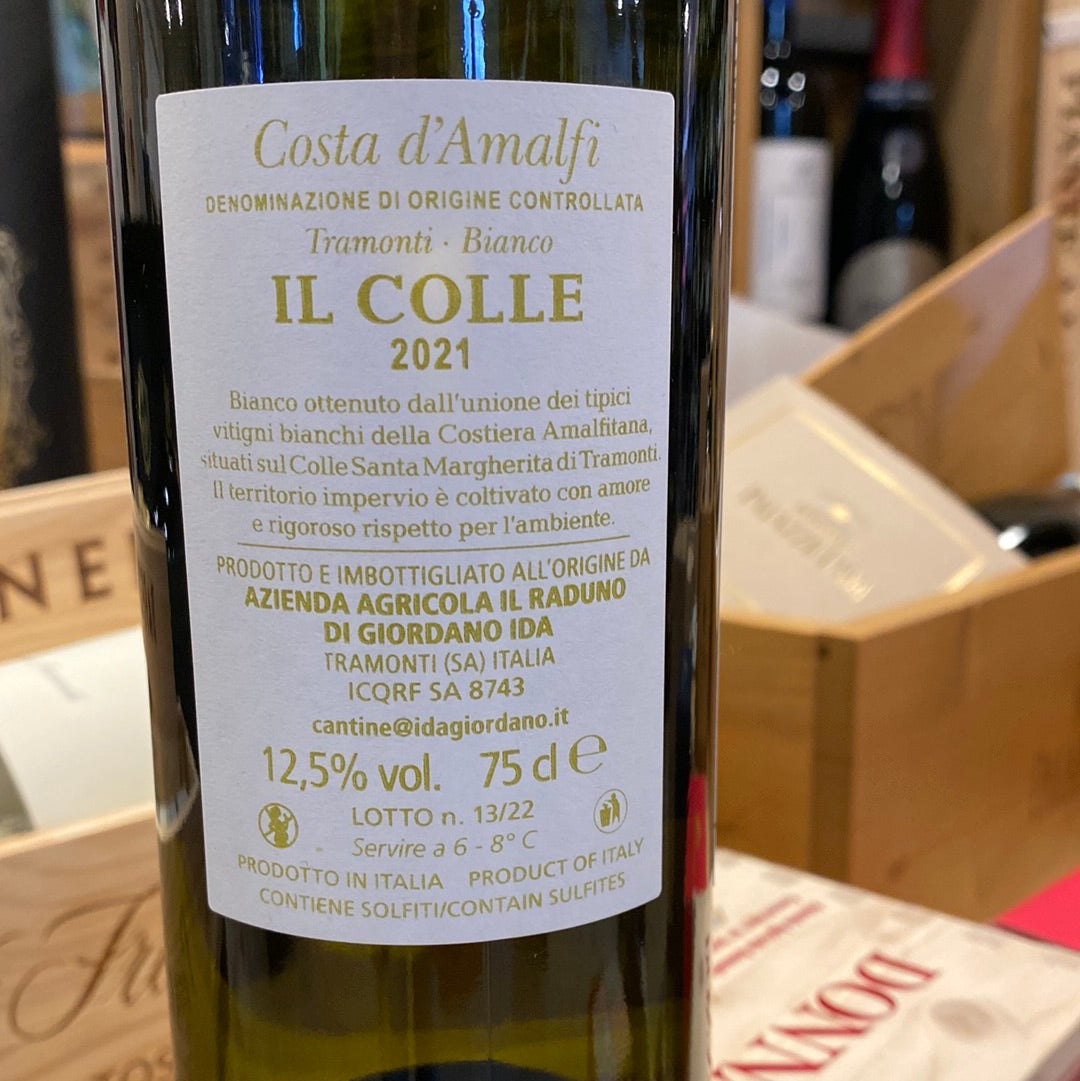 Costa d'Amalfi
DENOMINAZIONE DI ORIGINE CONTROLLATA
Tramonti · Bianco
IL COLLE
2021
Bianco ottenuto dall'unione dei tipici
vitigni bianchi della Costiera Amalfitana,
situati sul Colle Santa Margherita di Tramonti.
Il territorio impervio è coltivato con amore
e rigoroso rispetto per l'ambiente.
PRODOTTO E IMBOTTIGLIATO ALL'ORIGINE DA
AZIENDA AGRICOLA IL RADUNO
DI GIORDANO IDA
TRAMONTI (SA) ITALIA
ICQRF SA 8743
cantine@idagiordano.it
12,5% vol. 75 cl e
LOTTO n. 13/22
Servire a 6 - 8° C
PRODOTTO IN ITALIA PRODUCT OF ITALY
CONTIENE SOLFITI/CONTAIN SULFITES
NE
DONN